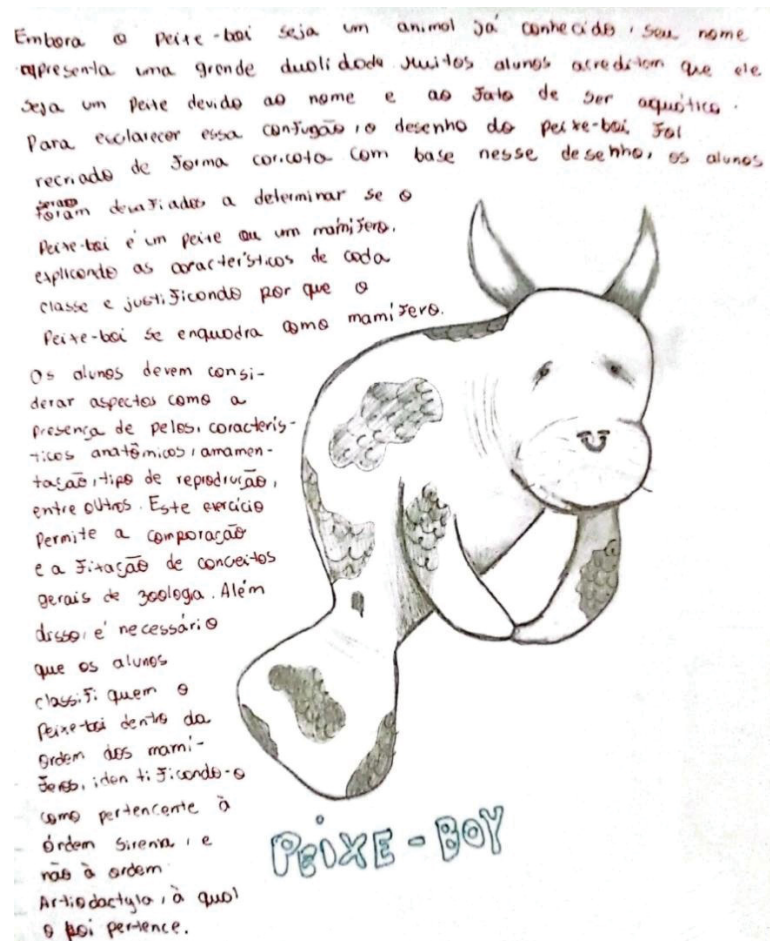 Embora o peixe-boi seja um animal já conhecido, seu nome
apresenta uma grande dualidade muitos alunos acreditam que ele
seja um peixe devido ao nome e ao fato de ser aquático.
Para esclarecer essa confusão, o desenho do peixe-boi foi
recriado de forma caricata com base nesse desenho, os alunos
foram desafiados a determinar se o
peixe-boi é um peixe ou um mamífero,
explicando as características de cada
classe e justificando por que o
peixe-boi se enquadra como mamífero.
Os alunos devem consi-
derar aspectos como a
presença de pelos, caracterís-
ticas anatômicos, amamen-
tação, tipo de reprodrução,
entre outros. Este exercício
permite a comparação
e a fixação de conceitos
gerais de zoologia. Além
disso, é necessário
que os alunos
classifiquem o
peixe-boi dentro da
ordem dos mamí-
feros, identificando-o
como pertencente à
órdem Sirenia, e
não à ordem
Artiodactyla, à qual
o boi pertence.
PEIXE-BOY